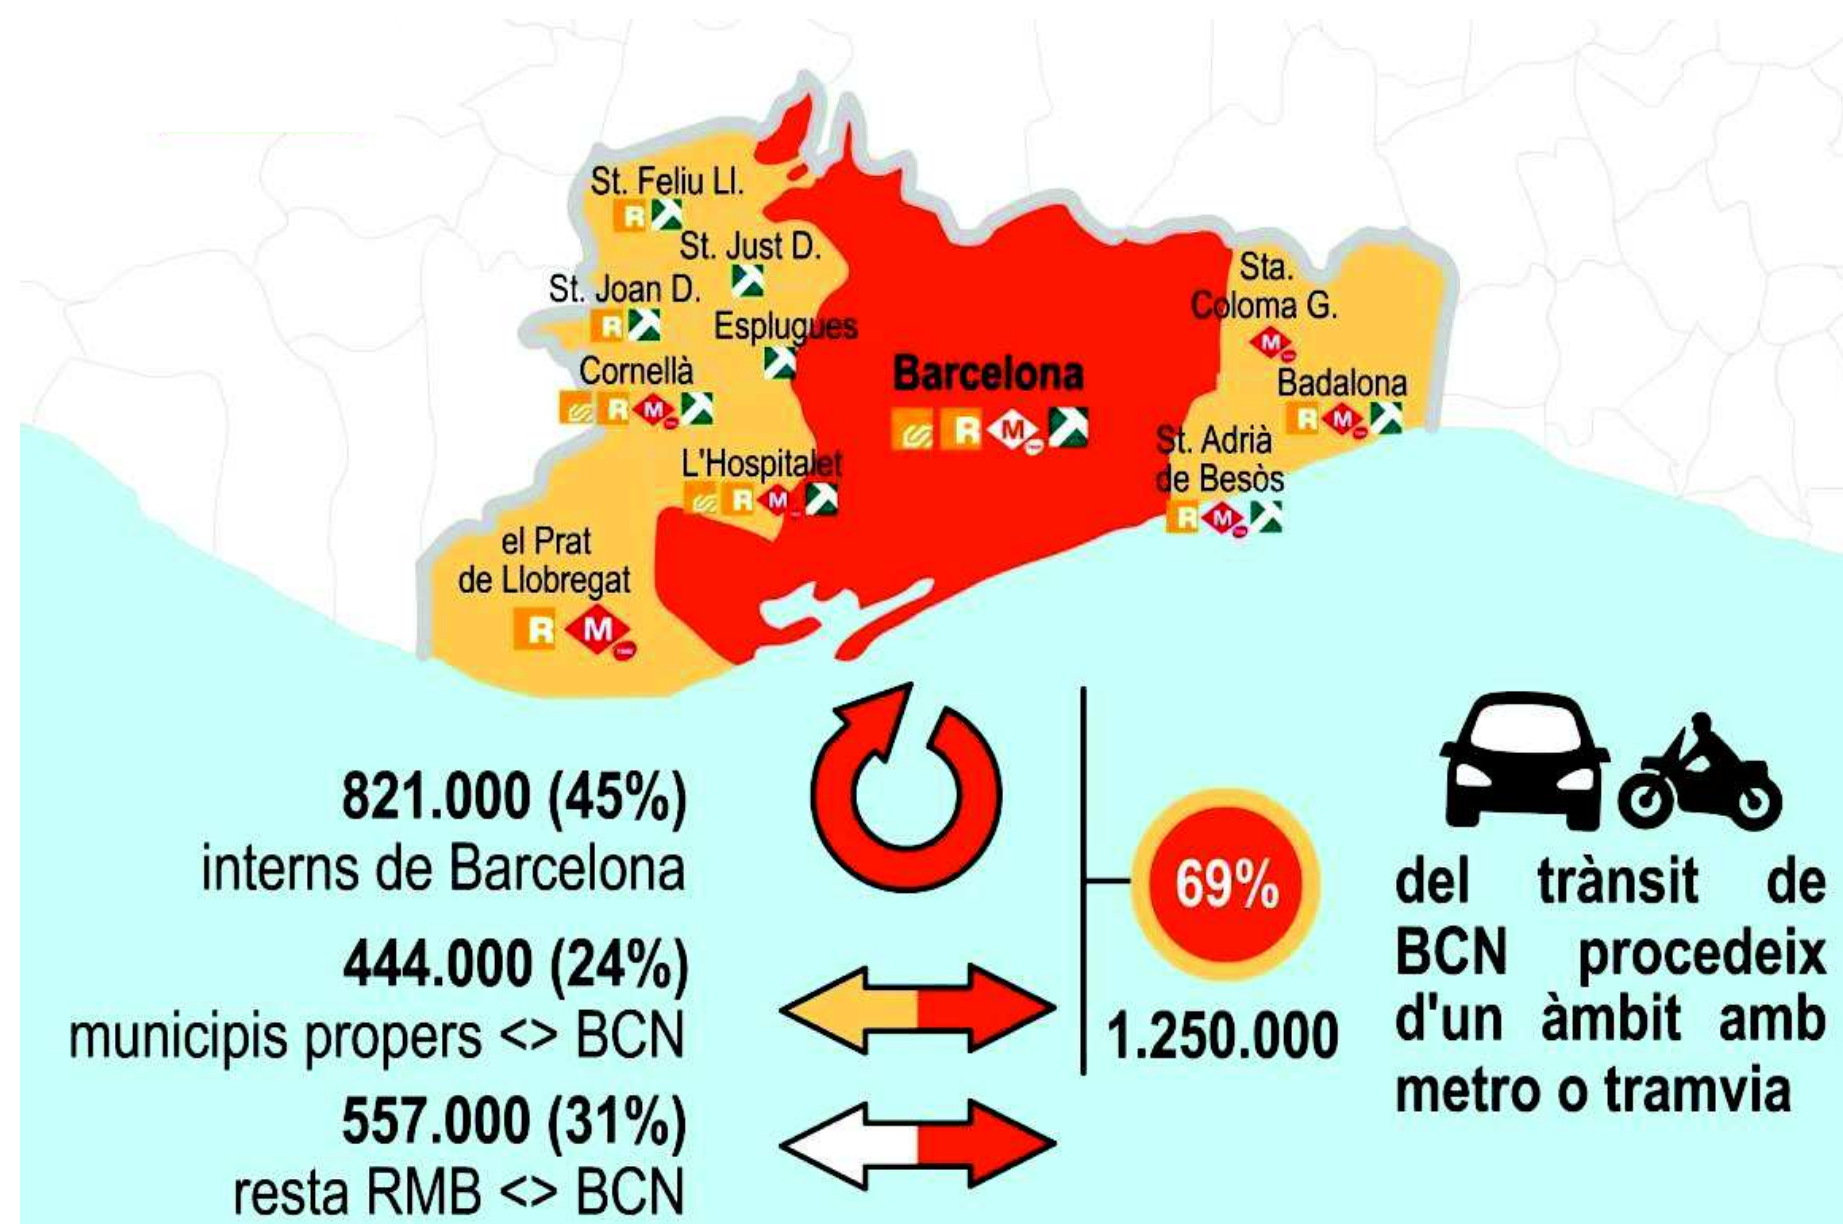 St. Feliu Ll.
R
St. Just D.
St. Joan D.
R
Esplugues
Cornellà
R M
L'Hospitalet
R M
el Prat
de Llobregat
R M
Barcelona
R M
Sta.
Coloma G.
M
Badalona
R M
St. Adrià
de Besòs
R M
821.000 (45%)
interns de Barcelona
444.000 (24%)
municipis propers <> BCN
557.000 (31%)
resta RMB <> BCN
69%
1.250.000
del trànsit de
BCN procedeix
d'un àmbit amb
metro o tramvia